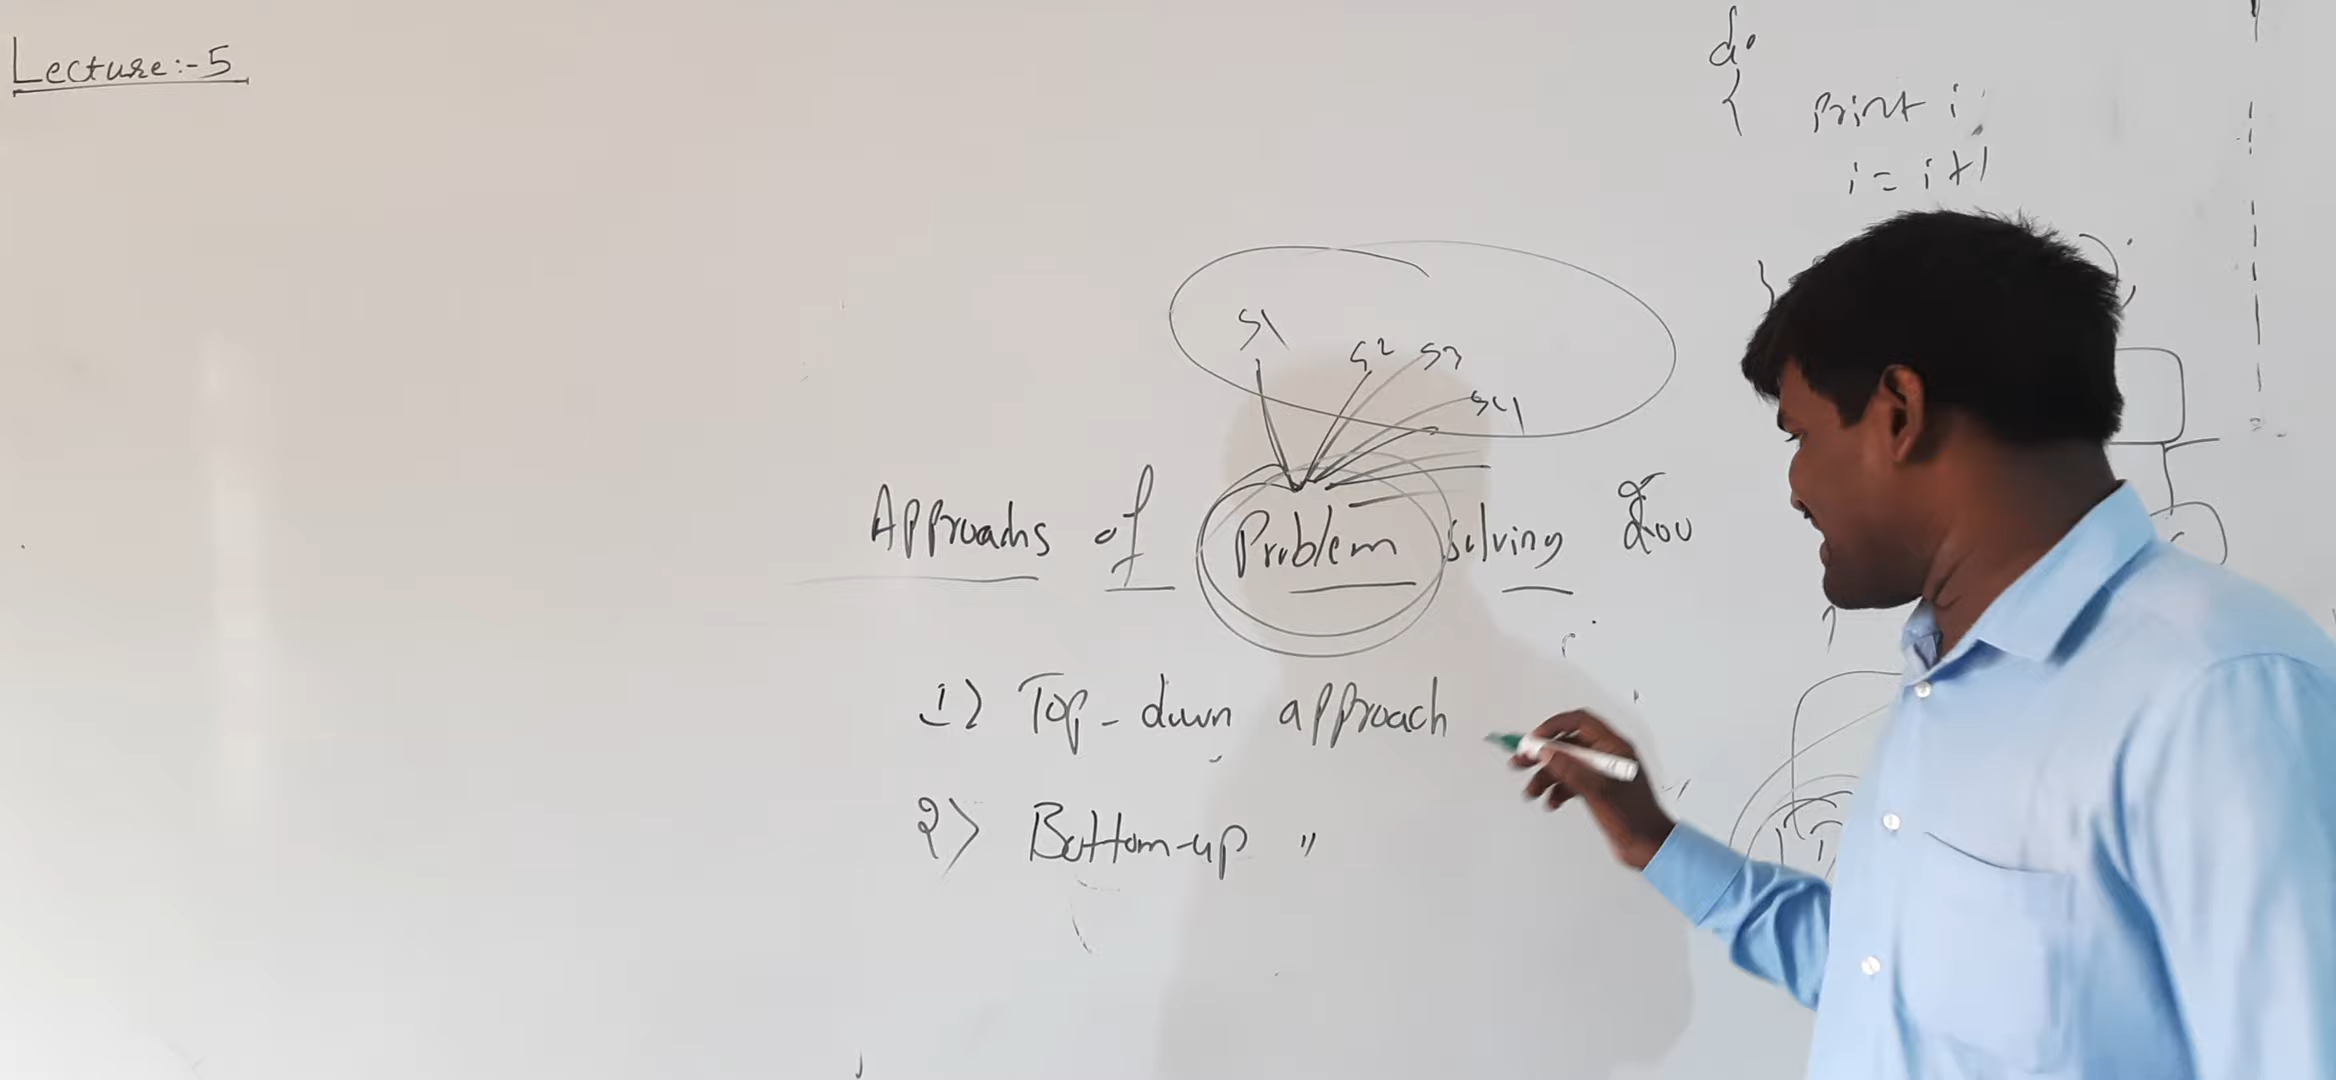 Lecture:-5
do
{
Print i;
i = i+1
}
S1
S2 S3
S4
Approachs of Problem solving
1) Top-down approach
2) Bottom-up "